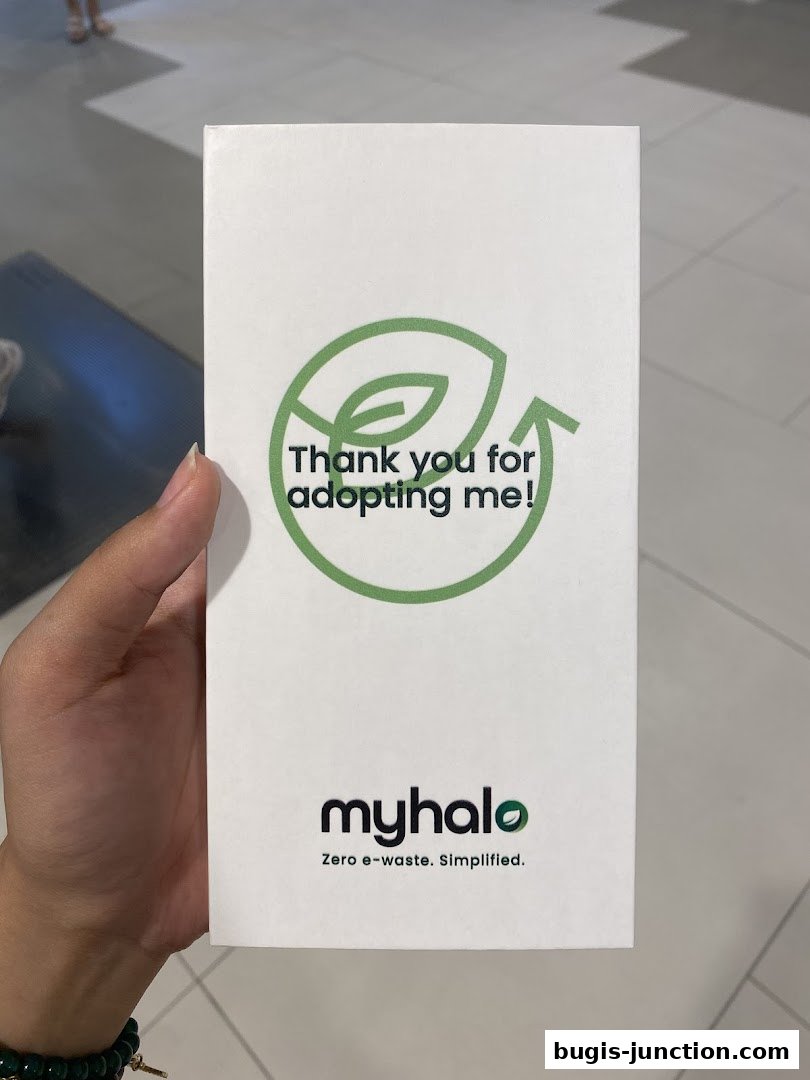 Thank you for
adopting me!
myhalo
Zero e-waste. Simplified.
bugis-junction.com